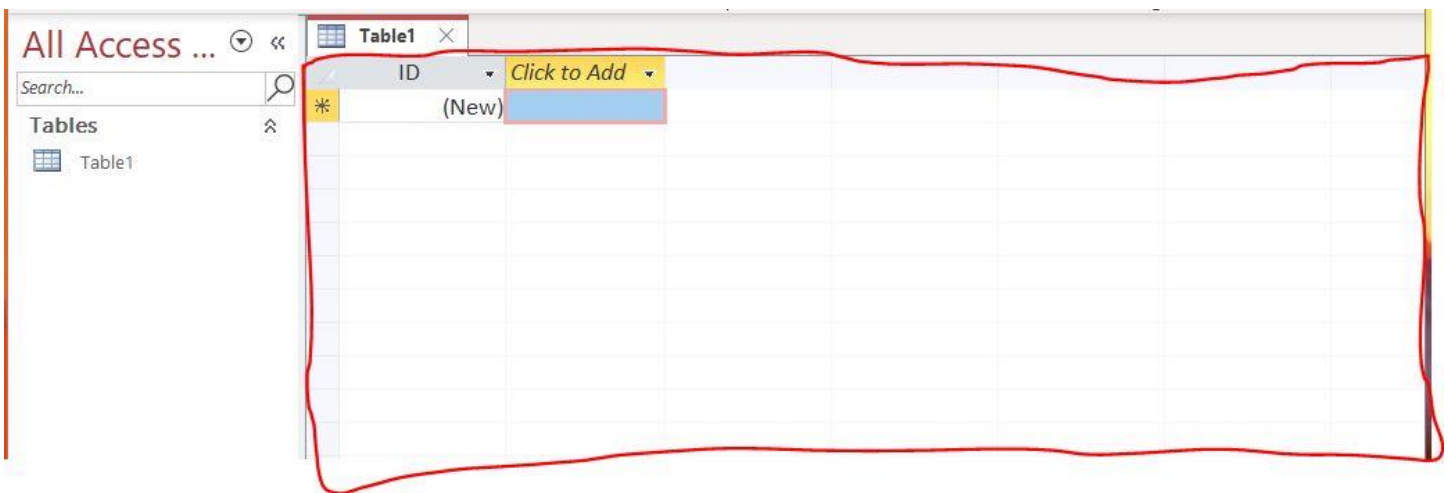 All Access ...
Search...
Tables
Table1
Table1
ID
Click to Add
(New)